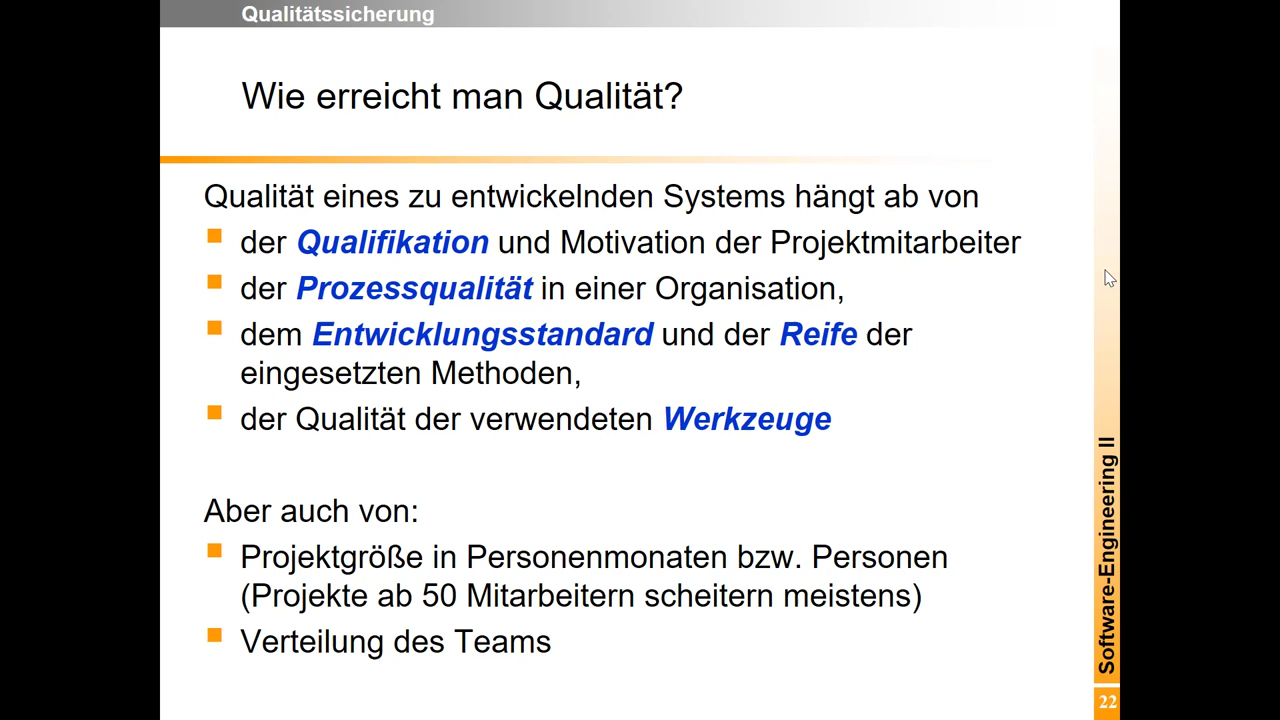 Qualitätssicherung
Wie erreicht man Qualität?
Qualität eines zu entwickelnden Systems hängt ab von
der Qualifikation und Motivation der Projektmitarbeiter
der Prozessqualität in einer Organisation,
dem Entwicklungsstandard und der Reife der
eingesetzten Methoden,
der Qualität der verwendeten Werkzeuge
Aber auch von:
Projektgröße in Personenmonaten bzw. Personen
(Projekte ab 50 Mitarbeitern scheitern meistens)
Verteilung des Teams
Software-Engineering II
22